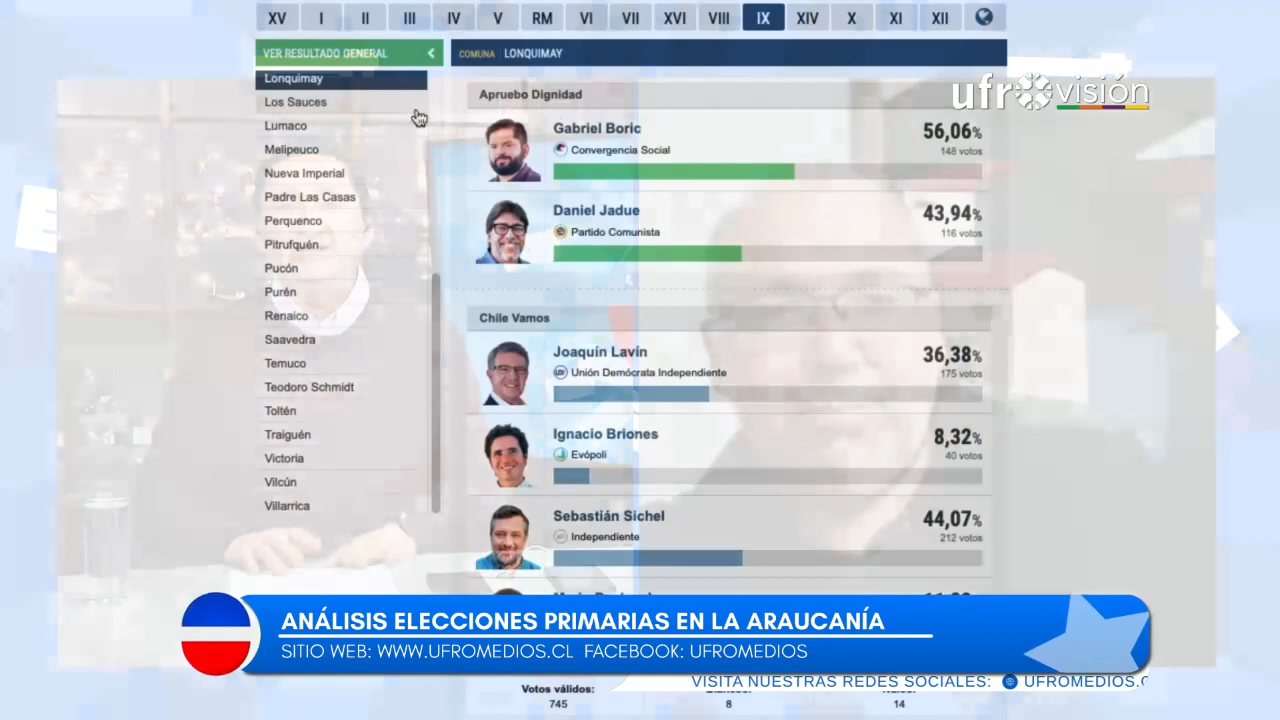 XV I II III IV V RM VI VII XVI VIII IX XIV X XI XII
VER RESULTADO GENERAL
COMUNA LONQUIMAY
ufro visión
Lonquimay
Los Sauces
Lumaco
Melipeuco
Nueva Imperial
Padre Las Casas
Perquenco
Pitrufquén
Pucón
Purén
Renaico
Saavedra
Temuco
Teodoro Schmidt
Toltén
Traiguén
Victoria
Vilcún
Villarrica
Apruebo Dignidad
Gabriel Boric
Convergencia Social
56,06%
148 votos
Daniel Jadue
Partido Comunista
43,94%
116 votos
Chile Vamos
Joaquín Lavín
Unión Demócrata Independiente
36,38%
175 votos
Ignacio Briones
Evópoli
8,32%
40 votos
Sebastián Sichel
Independiente
44,07%
212 votos
ANÁLISIS ELECCIONES PRIMARIAS EN LA ARAUCANÍA
SITIO WEB: WWW.UFROMEDIOS.CL FACEBOOK: UFROMEDIOS
VISITA NUESTRAS REDES SOCIALES: UFROMEDIOS.C
Votos válidos:
745
8
14